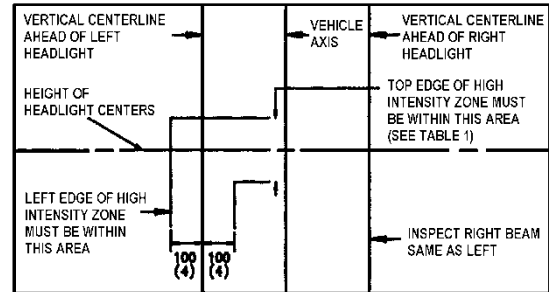 VERTICAL CENTERLINE
AHEAD OF LEFT
HEADLIGHT
VEHICLE
AXIS
VERTICAL CENTERLINE
AHEAD OF RIGHT
HEADLIGHT
HEIGHT OF
HEADLIGHT CENTERS
TOP EDGE OF HIGH
INTENSITY ZONE MUST
BE WITHIN THIS AREA
(SEE TABLE 1)
LEFT EDGE OF HIGH
INTENSITY ZONE
MUST BE WITHIN
THIS AREA
100
(4)
100
(4)
INSPECT RIGHT BEAM
SAME AS LEFT